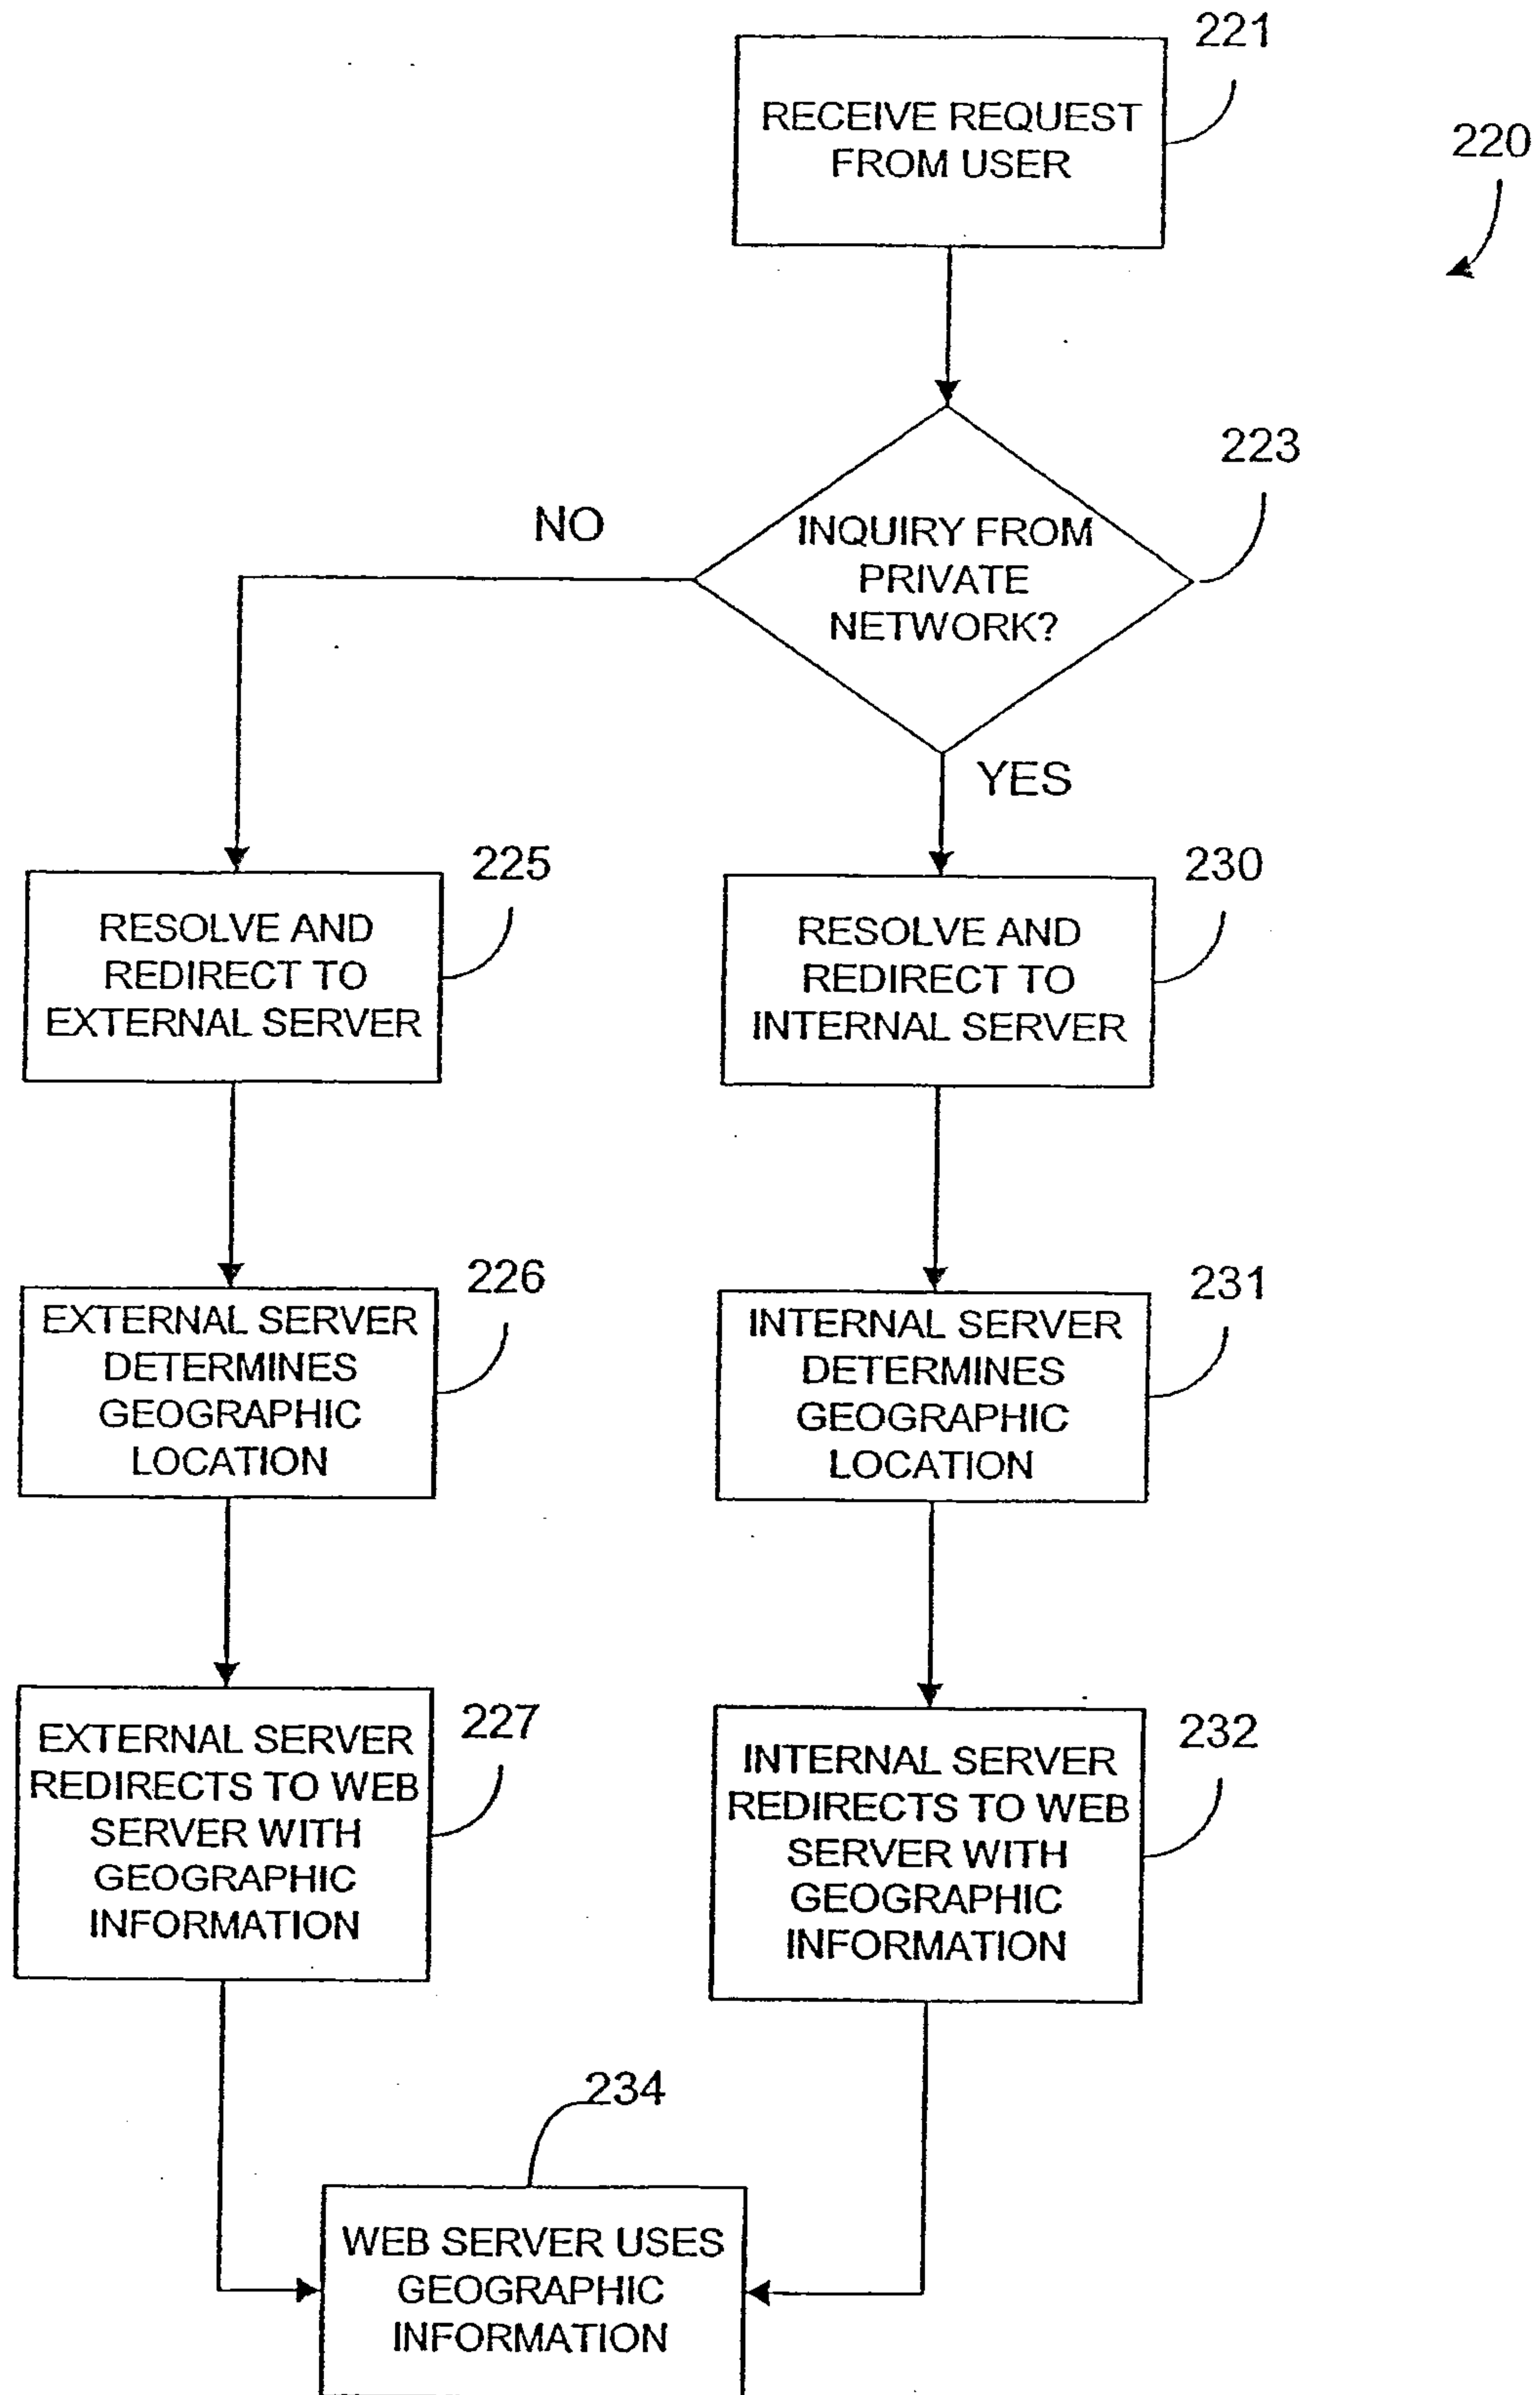 221
RECEIVE REQUEST
FROM USER
220
223
INQUIRY FROM
PRIVATE
NETWORK?
NO
YES
225
RESOLVE AND
REDIRECT TO
EXTERNAL SERVER
230
RESOLVE AND
REDIRECT TO
INTERNAL SERVER
226
EXTERNAL SERVER
DETERMINES
GEOGRAPHIC
LOCATION
231
INTERNAL SERVER
DETERMINES
GEOGRAPHIC
LOCATION
227
EXTERNAL SERVER
REDIRECTS TO WEB
SERVER WITH
GEOGRAPHIC
INFORMATION
232
INTERNAL SERVER
REDIRECTS TO WEB
SERVER WITH
GEOGRAPHIC
INFORMATION
234
WEB SERVER USES
GEOGRAPHIC
INFORMATION